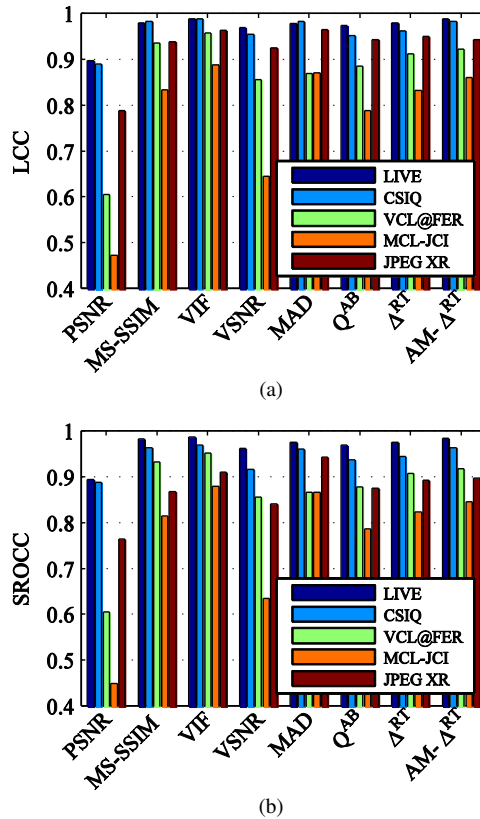 1
0.9
0.8
0.7
0.6
0.5
0.4
LCC
LIVE
CSIQ
VCL@FER
MCL-JCI
JPEG XR
PSNR
MS-SSIM
VIF
VSNR
MAD
Q^AB
Δ^RT
AM- Δ^RT
(a)
1
0.9
0.8
0.7
0.6
0.5
0.4
SROCC
LIVE
CSIQ
VCL@FER
MCL-JCI
JPEG XR
PSNR
MS-SSIM
VIF
VSNR
MAD
Q^AB
Δ^RT
AM- Δ^RT
(b)